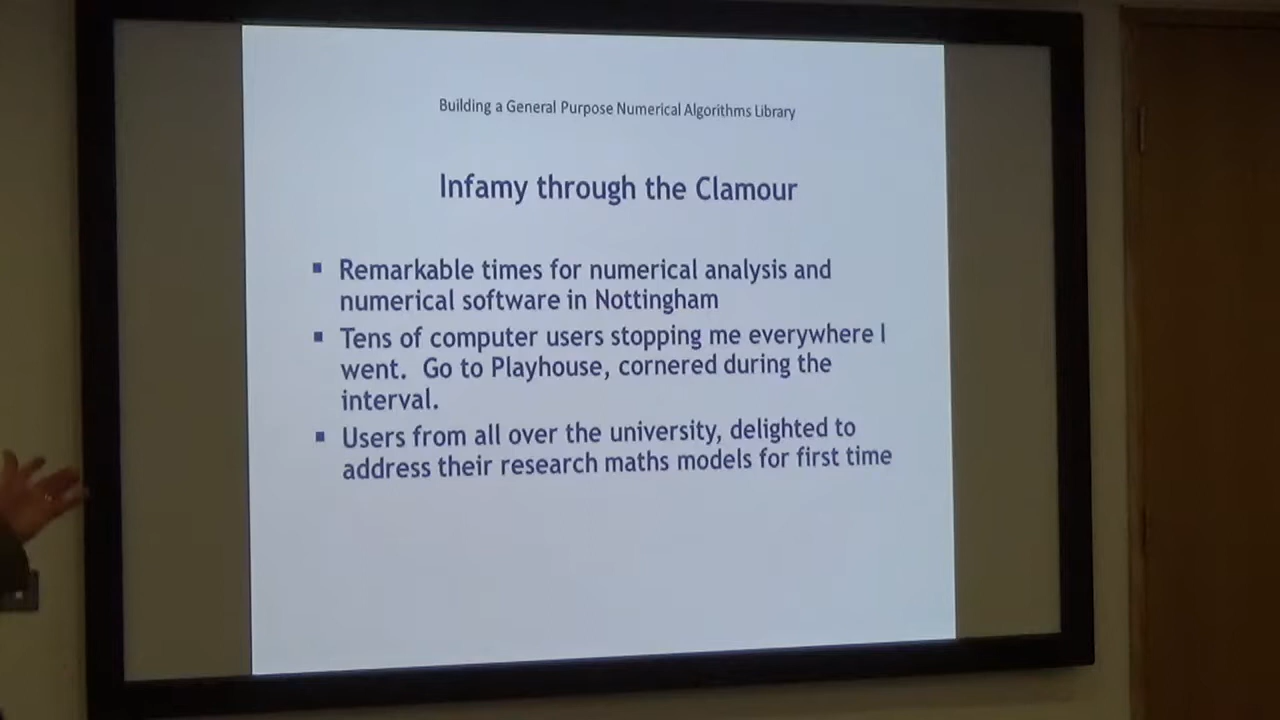 Building a General Purpose Numerical Algorithms Library
Infamy through the Clamour
▪ Remarkable times for numerical analysis and
numerical software in Nottingham
▪ Tens of computer users stopping me everywhere I
went. Go to Playhouse, cornered during the
interval.
▪ Users from all over the university, delighted to
address their research maths models for first time